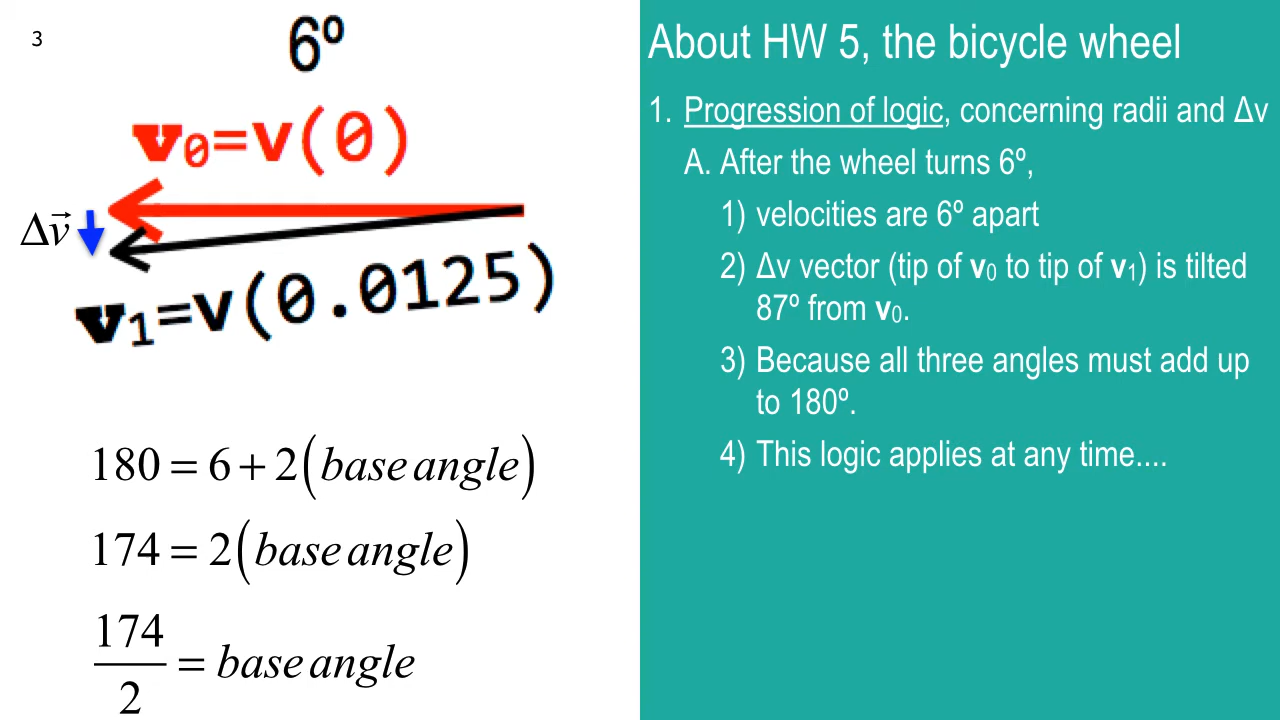 3
6º
v₀=v(0)
Δv⃗
v₁=v(0.0125)
180 = 6 + 2(base angle)
174 = 2(base angle)
174/2 = base angle
About HW 5, the bicycle wheel
1. Progression of logic, concerning radii and Δv
A. After the wheel turns 6º,
1) velocities are 6º apart
2) Δv vector (tip of v₀ to tip of v₁) is tilted
87º from v₀.
3) Because all three angles must add up
to 180º.
4) This logic applies at any time....